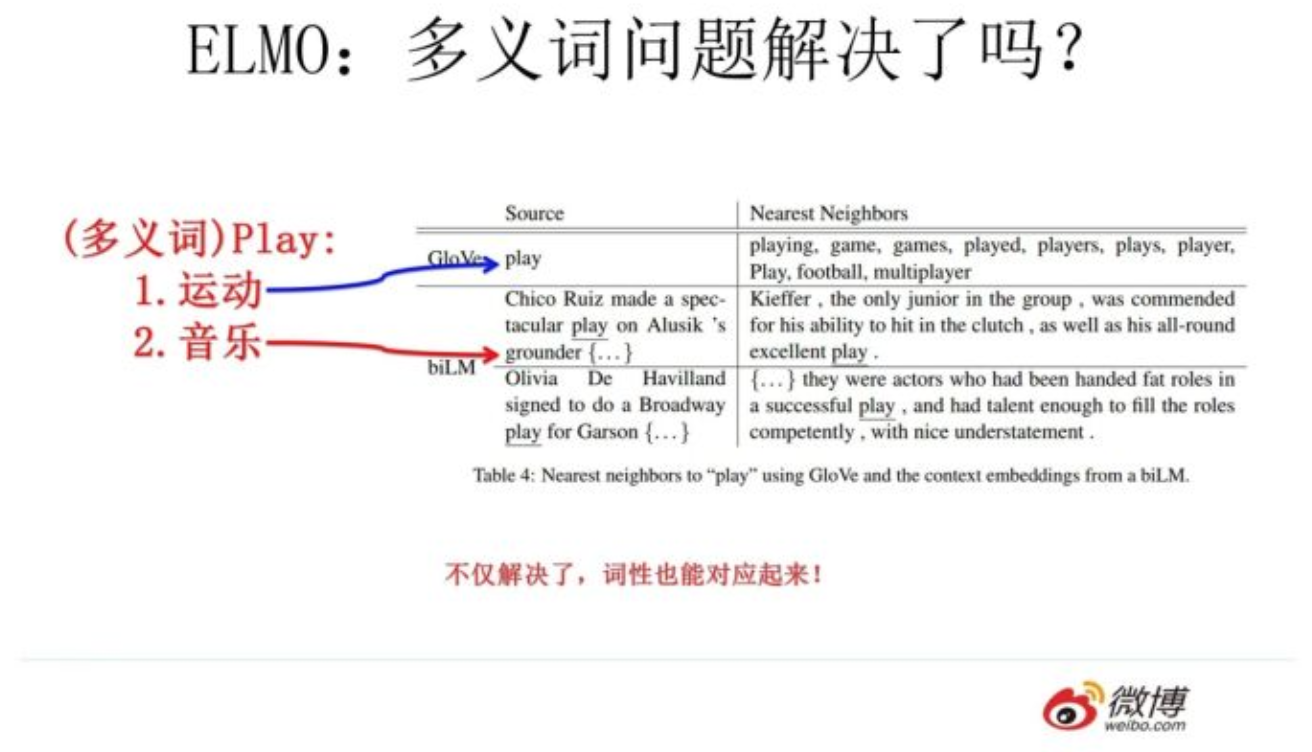 ELMO：多义词问题解决了吗？
(多义词)Play:
1.运动
2.音乐
Source Nearest Neighbors
GloVe play playing, game, games, played, players, plays, player,
Play, football, multiplayer
biLM
Chico Ruiz made a spec-
tacular play on Alusik 's
grounder {...}
Kieffer , the only junior in the group , was commended
for his ability to hit in the clutch , as well as his all-round
excellent play .
Olivia De Havilland
signed to do a Broadway
play for Garson {...}
{...} they were actors who had been handed fat roles in
a successful play , and had talent enough to fill the roles
competently , with nice understatement .
Table 4: Nearest neighbors to “play” using GloVe and the context embeddings from a biLM.
不仅解决了，词性也能对应起来！
微博
weibo.com